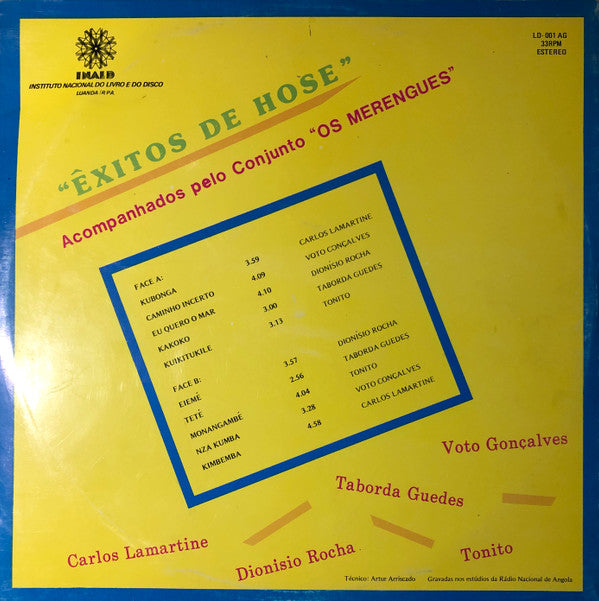 INALD
INSTITUTO NACIONAL DO LIVRO E DO DISCO
LUANDA /R PA
LD-001 AG
33RPM
ESTEREO
"ÊXITOS DE HOSE"
Acompanhados pelo Conjunto "OS MERENGUES"
FACE A:
KUBONGA 3.59 CARLOS LAMARTINE
CAMINHO INCERTO 4.09 VOTO GONÇALVES
EU QUERO O MAR 4.10 DIONÍSIO ROCHA
KAKOKO 3.00 TABORDA GUEDES
KUIKITUKILE 3.13 TONITO
FACE B:
EIEMÉ 3.57 DIONÍSIO ROCHA
TETÉ 2.56 TABORDA GUEDES
MONANGAMBÉ 4.04 TONITO
NZA KUMBA 3.28 VOTO GONÇALVES
KIMBEMBA 4.58 CARLOS LAMARTINE
Voto Gonçalves
Taborda Guedes
Carlos Lamartine
Dionisio Rocha
Tonito
Técnico: Artur Arriscado Gravadas nos estúdios da Rádio Nacional de Angola